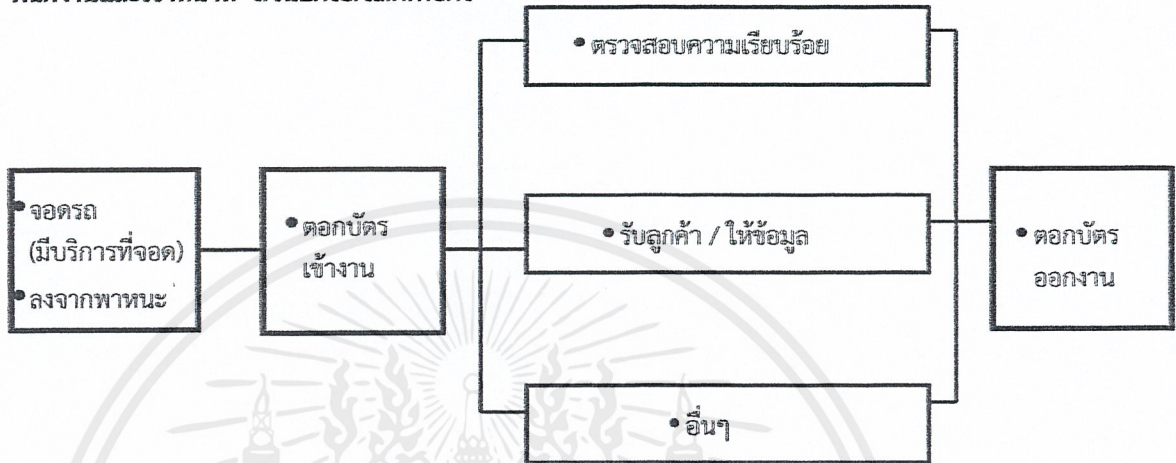 • จอดรถ
(มีบริการที่จอด)
• ลงจากพาหนะ
• ตอกบัตร
เข้างาน
• ตรวจสอบความเรียบร้อย
• รับลูกค้า / ให้ข้อมูล
• อื่นๆ
• ตอกบัตร
ออกงาน